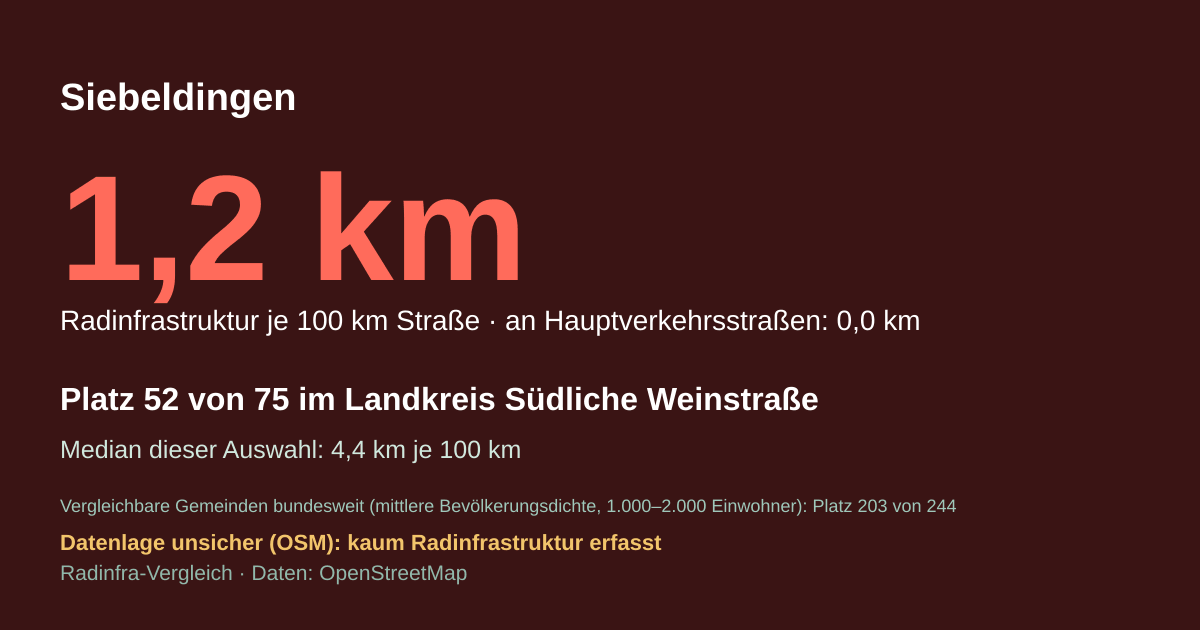 Siebeldingen
1,2 km
Radinfrastruktur je 100 km Straße · an Hauptverkehrsstraßen: 0,0 km
Platz 52 von 75 im Landkreis Südliche Weinstraße
Median dieser Auswahl: 4,4 km je 100 km
Vergleichbare Gemeinden bundesweit (mittlere Bevölkerungsdichte, 1.000–2.000 Einwohner): Platz 203 von 244
Datenlage unsicher (OSM): kaum Radinfrastruktur erfasst
Radinfra-Vergleich · Daten: OpenStreetMap